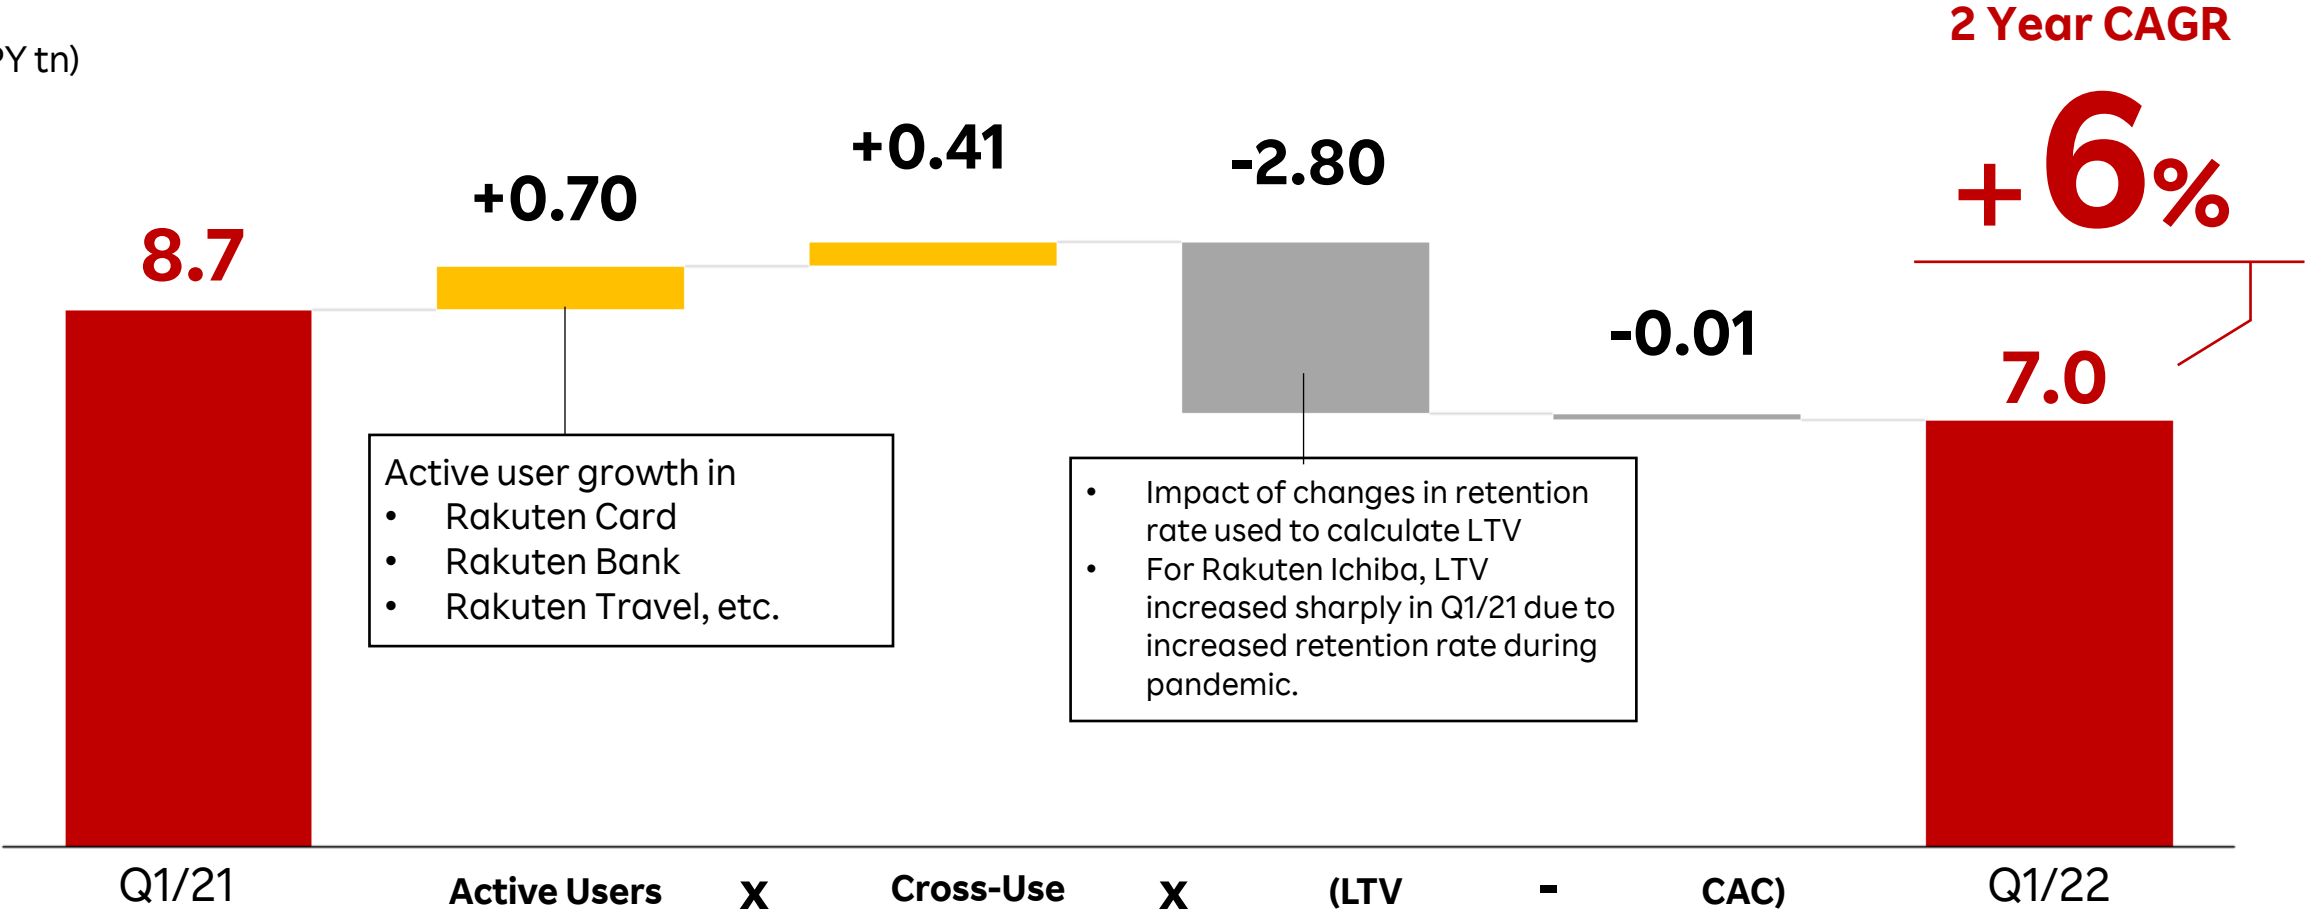 2 Year CAGR
PY tn)
+6%
+0.41
-2.80
+0.70
8.7
-0.01
7.0
Active user growth in
• Rakuten Card
• Rakuten Bank
• Rakuten Travel, etc.
• Impact of changes in retention
rate used to calculate LTV
• For Rakuten Ichiba, LTV
increased sharply in Q1/21 due to
increased retention rate during
pandemic.
Q1/21 Active Users x Cross-Use x (LTV - CAC) Q1/22